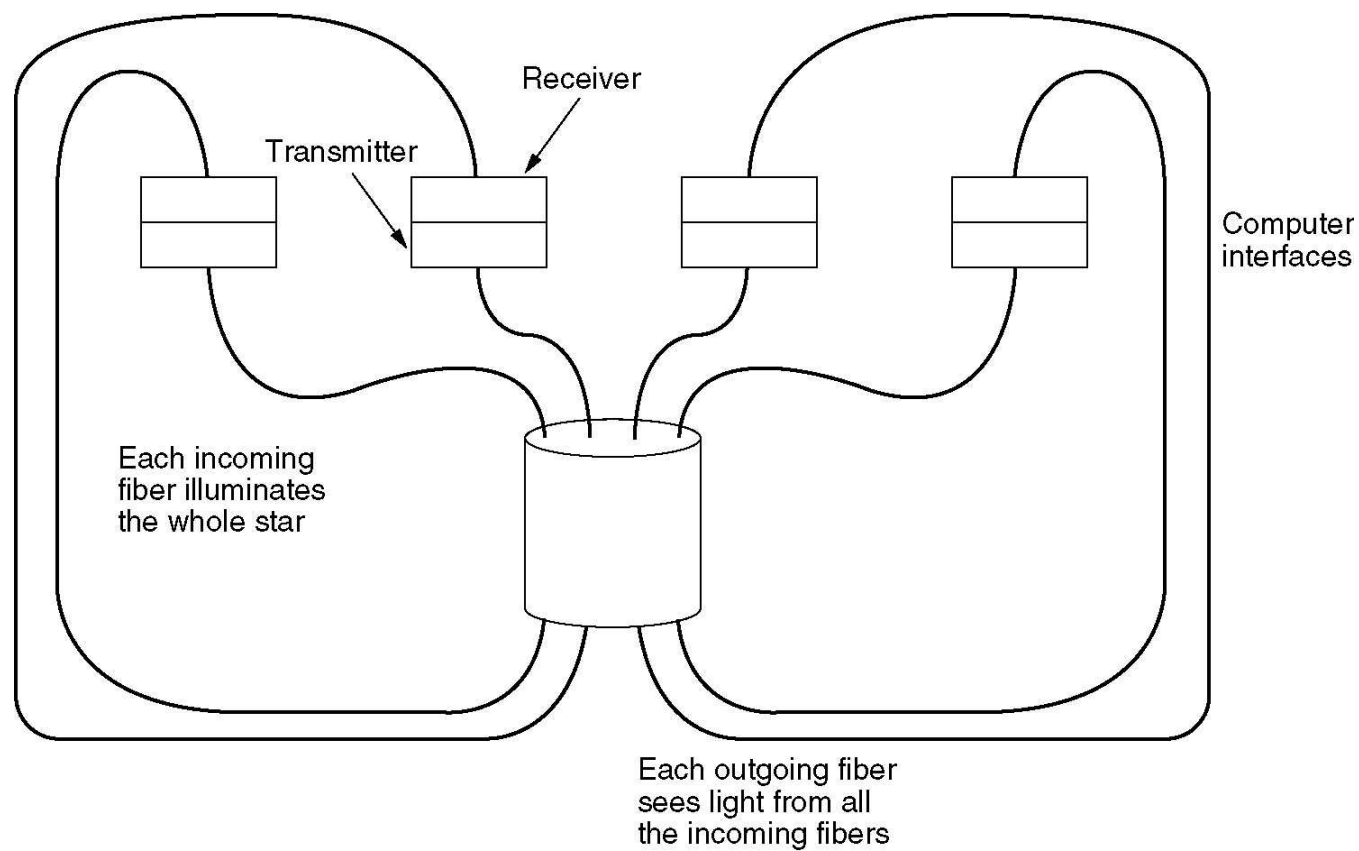 Receiver
Transmitter
Computer
interfaces
Each incoming
fiber illuminates
the whole star
Each outgoing fiber
sees light from all
the incoming fibers